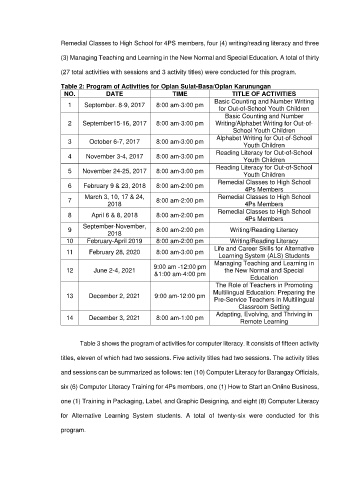 Remedial Classes to High School for 4PS members, four (4) writing/reading literacy and three
(3) Managing Teaching and Learning in the New Normal and Special Education. A total of thirty
(27 total activities with sessions and 3 activity titles) were conducted for this program.
Table 2: Program of Activities for Oplan Sulat-Basa/Oplan Karunungan
NO. DATE TIME TITLE OF ACTIVITIES
1 September. 8-9, 2017 8:00 am-3:00 pm Basic Counting and Number Writing
for Out-of-School Youth Children
2 September15-16, 2017 8:00 am-3:00 pm Basic Counting and Number
Writing/Alphabet Writing for Out-of-
School Youth Children
3 October 6-7, 2017 8:00 am-3:00 pm Alphabet Writing for Out-of-School
Youth Children
4 November 3-4, 2017 8:00 am-3:00 pm Reading Literacy for Out-of-School
Youth Children
5 November 24-25, 2017 8:00 am-3:00 pm Reading Literacy for Out-of-School
Youth Children
6 February 9 & 23, 2018 8:00 am-2:00 pm Remedial Classes to High School
4Ps Members
7 March 3, 10, 17 & 24,
2018 8:00 am-2:00 pm Remedial Classes to High School
4Ps Members
8 April 6 & 8, 2018 8:00 am-2:00 pm Remedial Classes to High School
4Ps Members
9 September-November,
2018 8:00 am-2:00 pm Writing/Reading Literacy
10 February-April 2019 8:00 am-2:00 pm Writing/Reading Literacy
11 February 28, 2020 8:00 am-3:00 pm Life and Career Skills for Alternative
Learning System (ALS) Students
12 June 2-4, 2021 9:00 am -12:00 pm
&1:00 am-4:00 pm Managing Teaching and Learning in
the New Normal and Special
Education
13 December 2, 2021 9:00 am-12:00 pm The Role of Teachers in Promoting
Multilingual Education: Preparing the
Pre-Service Teachers in Multilingual
Classroom Setting
14 December 3, 2021 8:00 am-1:00 pm Adapting, Evolving, and Thriving in
Remote Learning
Table 3 shows the program of activities for computer literacy. It consists of fifteen activity
titles, eleven of which had two sessions. Five activity titles had two sessions. The activity titles
and sessions can be summarized as follows: ten (10) Computer Literacy for Barangay Officials,
six (6) Computer Literacy Training for 4Ps members, one (1) How to Start an Online Business,
one (1) Training in Packaging, Label, and Graphic Designing, and eight (8) Computer Literacy
for Alternative Learning System students. A total of twenty-six were conducted for this
program.